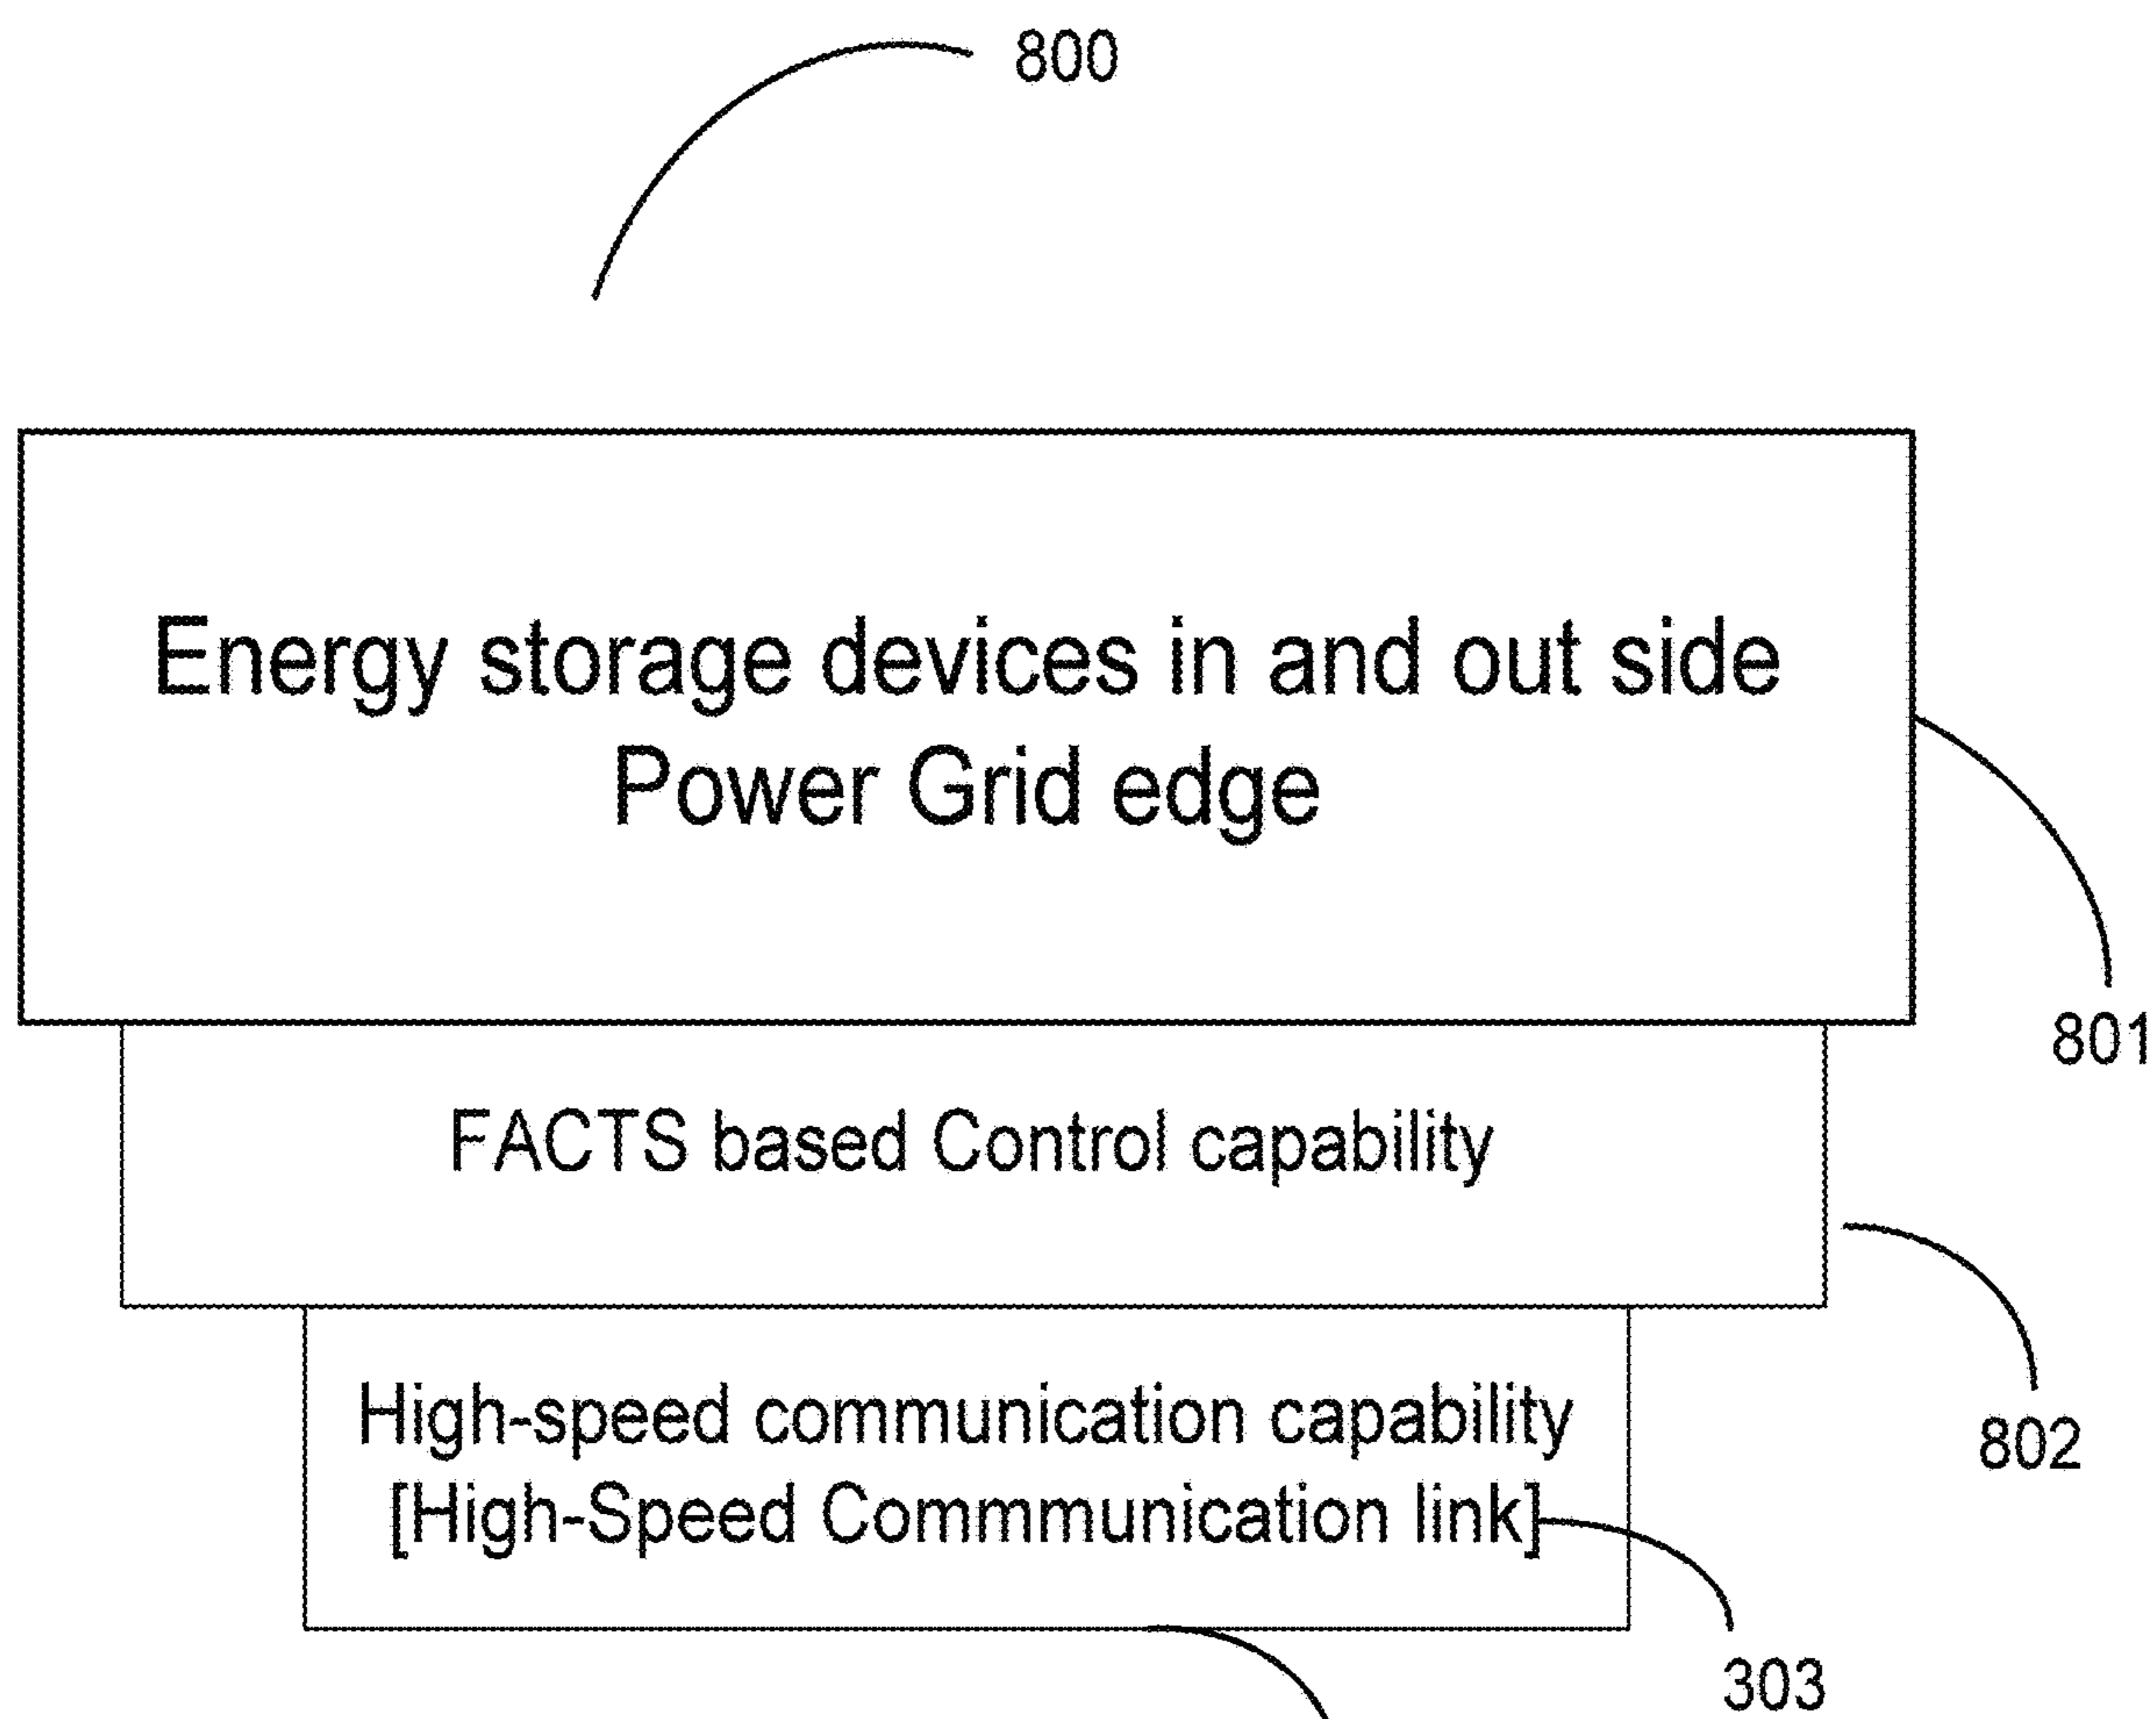 800
Energy storage devices in and out side
Power Grid edge
801
FACTS based Control capability
802
High-speed communication capability
[High-Speed Commmunication link]
303